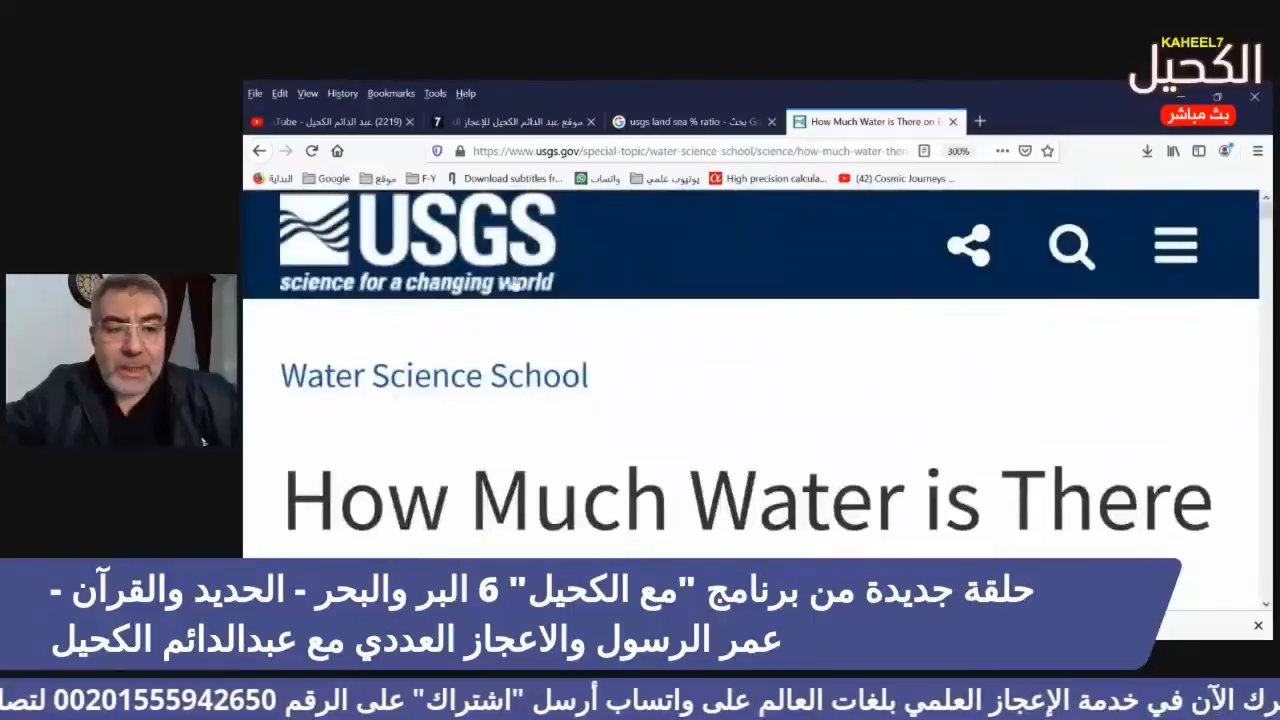 KAHEEL7
الكحيل
بث مباشر
File Edit View History Bookmarks Tools Help
عبد الدائم الكحيل (2219) - Tube
موقع عبد الدائم الكحيل للإعجاز
usgs land sea % ratio - بحث
How Much Water is There on E
https://www.usgs.gov/special-topic/water-science-school/science/how-much-water-ther
300%
البداية Google موقع F-Y Download subtitles fr... واتساب يوتيوب علمي High precision calcula... (42) Cosmic Journeys ...
USGS
science for a changing world
Water Science School
How Much Water is There
حلقة جديدة من برنامج "مع الكحيل" 6 البر والبحر - الحديد والقرآن -
عمر الرسول والاعجاز العددي مع عبدالدائم الكحيل
الآن في خدمة الإعجاز العلمي بلغات العالم على واتساب أرسل "اشتراك" على الرقم 00201555942650